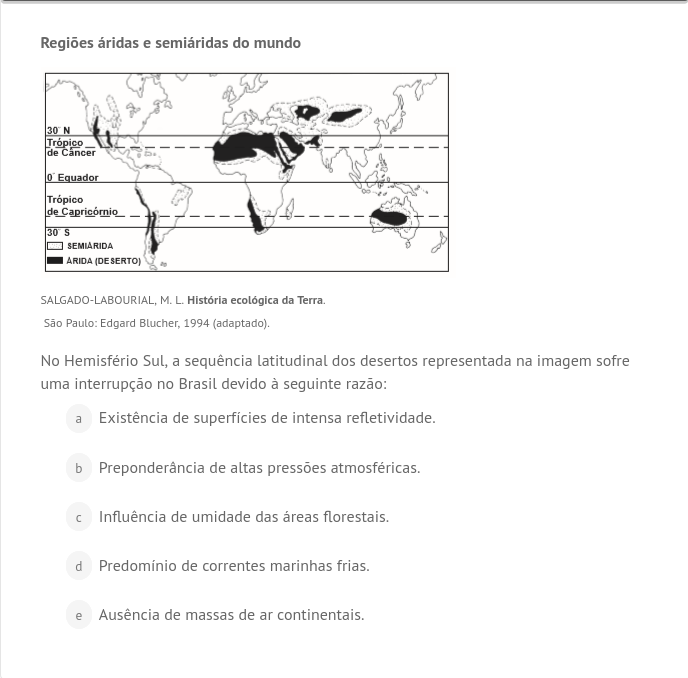 Regiões áridas e semiáridas do mundo
30° N
Trópico
de Câncer
0° Equador
Trópico
de Capricórnio
30° S
SEMIÁRIDA
ÁRIDA (DESERTO)
SALGADO-LABOURIAL, M. L. História ecológica da Terra.
São Paulo: Edgard Blucher, 1994 (adaptado).
No Hemisfério Sul, a sequência latitudinal dos desertos representada na imagem sofre
uma interrupção no Brasil devido à seguinte razão:
a Existência de superfícies de intensa refletividade.
b Preponderância de altas pressões atmosféricas.
c Influência de umidade das áreas florestais.
d Predomínio de correntes marinhas frias.
e Ausência de massas de ar continentais.